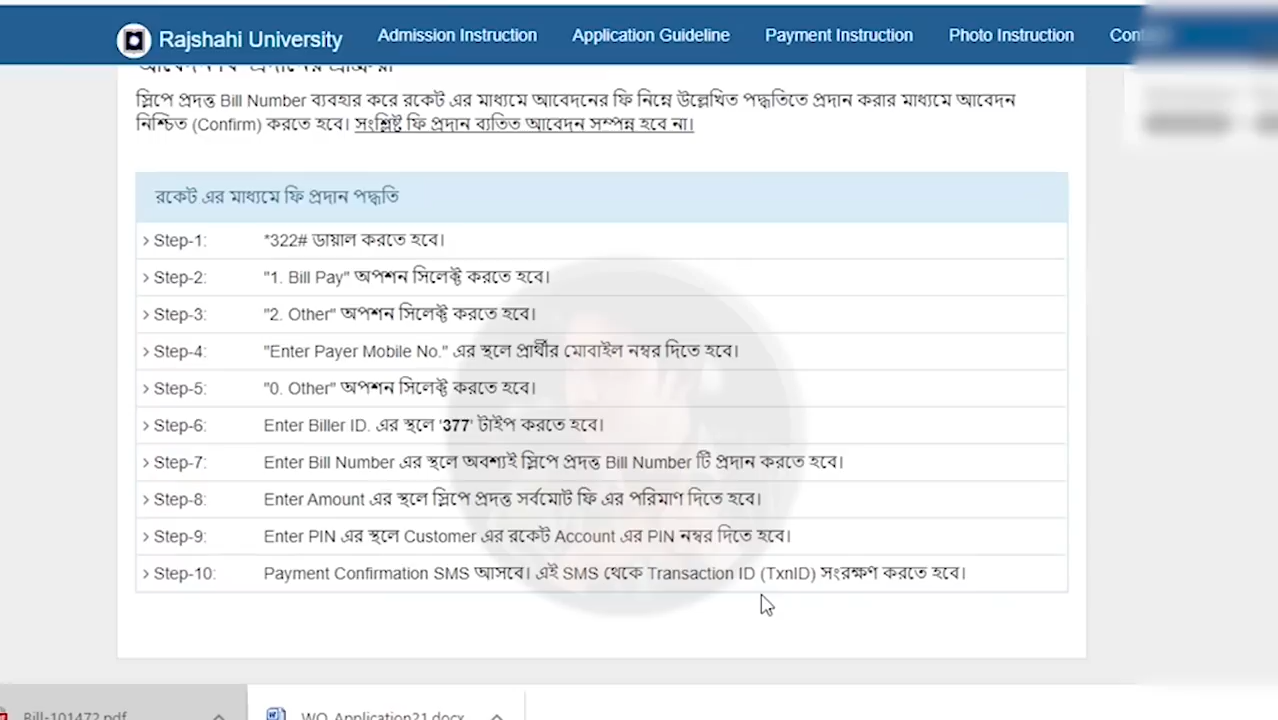 Rajshahi University
Admission Instruction
Application Guideline
Payment Instruction
Photo Instruction
স্লিপে প্রদত্ত Bill Number ব্যবহার করে রকেট এর মাধ্যমে আবেদনের ফি নিম্নে উল্লেখিত পদ্ধতিতে প্রদান করার মাধ্যমে আবেদন
নিশ্চিত (Confirm) করতে হবে। সংশ্লিষ্ট ফি প্রদান ব্যতিত আবেদন সম্পন্ন হবে না।
রকেট এর মাধ্যমে ফি প্রদান পদ্ধতি
› Step-1: *322# ডায়াল করতে হবে।
› Step-2: "1. Bill Pay" অপশন সিলেক্ট করতে হবে।
› Step-3: "2. Other" অপশন সিলেক্ট করতে হবে।
› Step-4: "Enter Payer Mobile No." এর স্থলে প্রার্থীর মোবাইল নম্বর দিতে হবে।
› Step-5: "0. Other" অপশন সিলেক্ট করতে হবে।
› Step-6: Enter Biller ID. এর স্থলে '377' টাইপ করতে হবে।
› Step-7: Enter Bill Number এর স্থলে অবশ্যই স্লিপে প্রদত্ত Bill Number টি প্রদান করতে হবে।
› Step-8: Enter Amount এর স্থলে স্লিপে প্রদত্ত সর্বমোট ফি এর পরিমাণ দিতে হবে।
› Step-9: Enter PIN এর স্থলে Customer এর রকেট Account এর PIN নম্বর দিতে হবে।
› Step-10: Payment Confirmation SMS আসবে। এই SMS থেকে Transaction ID (TxnID) সংরক্ষণ করতে হবে।
Bill-101472.pdf
WO_Application21.docx